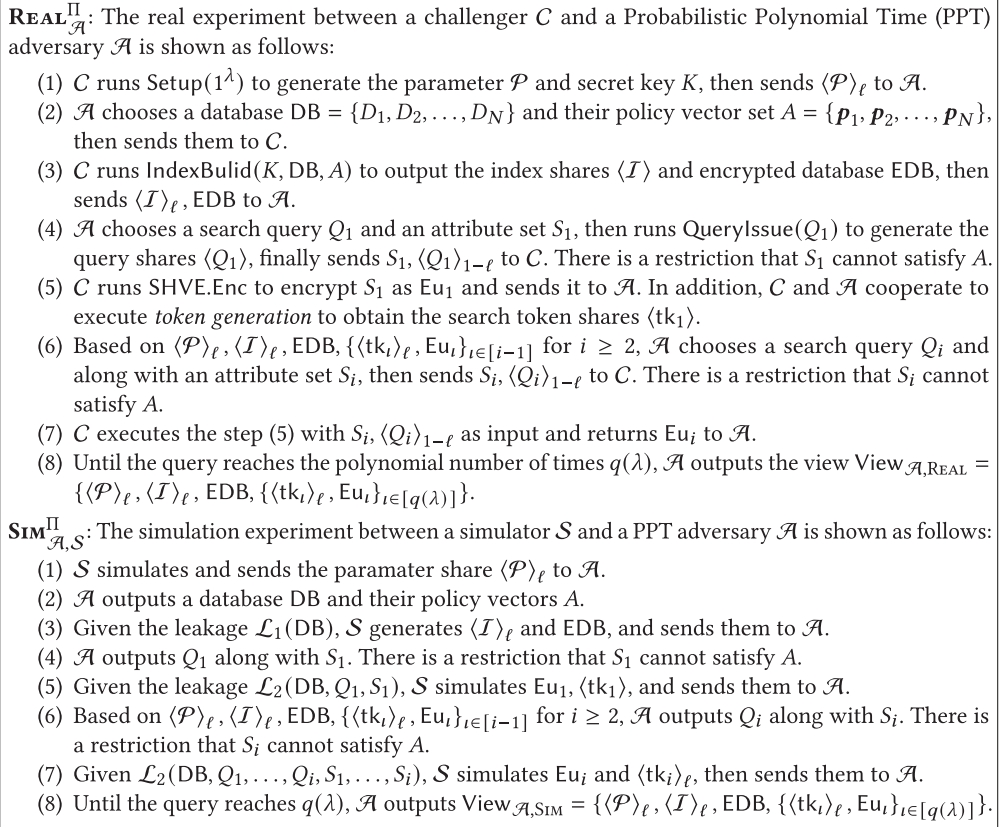 REAL^Π_𝒜: The real experiment between a challenger 𝒞 and a Probabilistic Polynomial Time (PPT)
adversary 𝒜 is shown as follows:
(1) 𝒞 runs Setup(1^λ) to generate the parameter 𝒫 and secret key K, then sends ⟨𝒫⟩_ℓ to 𝒜.
(2) 𝒜 chooses a database DB = {D_1, D_2, . . . , D_N} and their policy vector set A = {𝒑_1, 𝒑_2, . . . , 𝒑_N},
then sends them to 𝒞.
(3) 𝒞 runs IndexBulid(K, DB, A) to output the index shares ⟨ℐ⟩ and encrypted database EDB, then
sends ⟨ℐ⟩_ℓ, EDB to 𝒜.
(4) 𝒜 chooses a search query Q_1 and an attribute set S_1, then runs QueryIssue(Q_1) to generate the
query shares ⟨Q_1⟩, finally sends S_1, ⟨Q_1⟩_{1−ℓ} to 𝒞. There is a restriction that S_1 cannot satisfy A.
(5) 𝒞 runs SHVE.Enc to encrypt S_1 as Eu_1 and sends it to 𝒜. In addition, 𝒞 and 𝒜 cooperate to
execute token generation to obtain the search token shares ⟨tk_1⟩.
(6) Based on ⟨𝒫⟩_ℓ, ⟨ℐ⟩_ℓ, EDB, {⟨tk_ι⟩_ℓ, Eu_ι}_{ι∈[i−1]} for i ≥ 2, 𝒜 chooses a search query Q_i and
along with an attribute set S_i, then sends S_i, ⟨Q_i⟩_{1−ℓ} to 𝒞. There is a restriction that S_i cannot
satisfy A.
(7) 𝒞 executes the step (5) with S_i, ⟨Q_i⟩_{1−ℓ} as input and returns Eu_i to 𝒜.
(8) Until the query reaches the polynomial number of times q(λ), 𝒜 outputs the view View_{𝒜,REAL} =
{⟨𝒫⟩_ℓ, ⟨ℐ⟩_ℓ, EDB, {⟨tk_ι⟩_ℓ, Eu_ι}_{ι∈[q(λ)]}.
SIM^Π_{𝒜,𝒮}: The simulation experiment between a simulator 𝒮 and a PPT adversary 𝒜 is shown as follows:
(1) 𝒮 simulates and sends the paramater share ⟨𝒫⟩_ℓ to 𝒜.
(2) 𝒜 outputs a database DB and their policy vectors A.
(3) Given the leakage ℒ_1(DB), 𝒮 generates ⟨ℐ⟩_ℓ and EDB, and sends them to 𝒜.
(4) 𝒜 outputs Q_1 along with S_1. There is a restriction that S_1 cannot satisfy A.
(5) Given the leakage ℒ_2(DB, Q_1, S_1), 𝒮 simulates Eu_1, ⟨tk_1⟩, and sends them to 𝒜.
(6) Based on ⟨𝒫⟩_ℓ, ⟨ℐ⟩_ℓ, EDB, {⟨tk_ι⟩_ℓ, Eu_ι}_{ι∈[i−1]} for i ≥ 2, 𝒜 outputs Q_i along with S_i. There is
a restriction that S_i cannot satisfy A.
(7) Given ℒ_2(DB, Q_1, . . . , Q_i, S_1, . . . , S_i), 𝒮 simulates Eu_i and ⟨tk_i⟩_ℓ, then sends them to 𝒜.
(8) Until the query reaches q(λ), 𝒜 outputs View_{𝒜,SIM} = {⟨𝒫⟩_ℓ, ⟨ℐ⟩_ℓ, EDB, {⟨tk_ι⟩_ℓ, Eu_ι}_{ι∈[q(λ)]}.